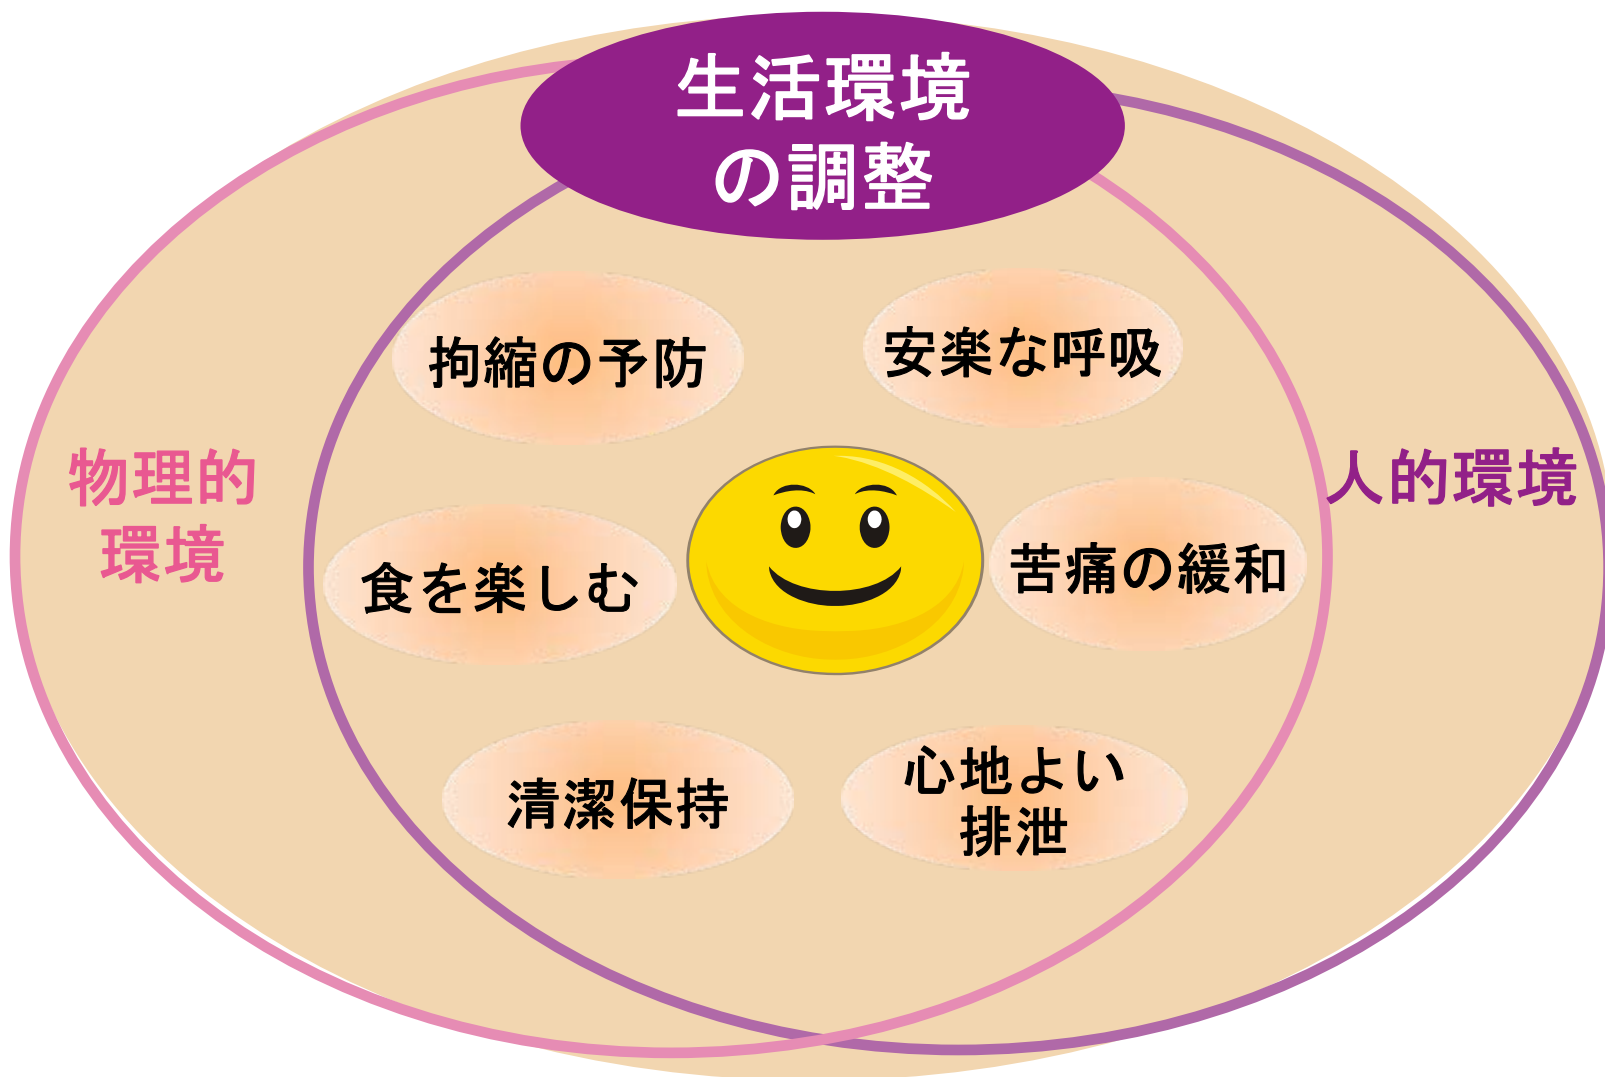 生活環境
の調整
拘縮の予防
安楽な呼吸
物理的
環境
人的環境
食を楽しむ
苦痛の緩和
清潔保持
心地よい
排泄